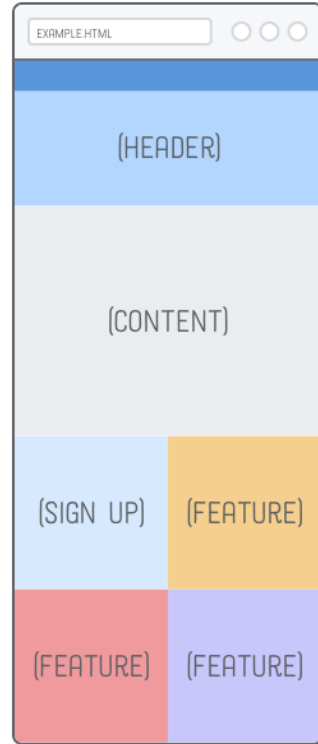 EXAMPLE.HTML
(HEADER)
(CONTENT)
(SIGN UP) (FEATURE)
(FEATURE) (FEATURE)